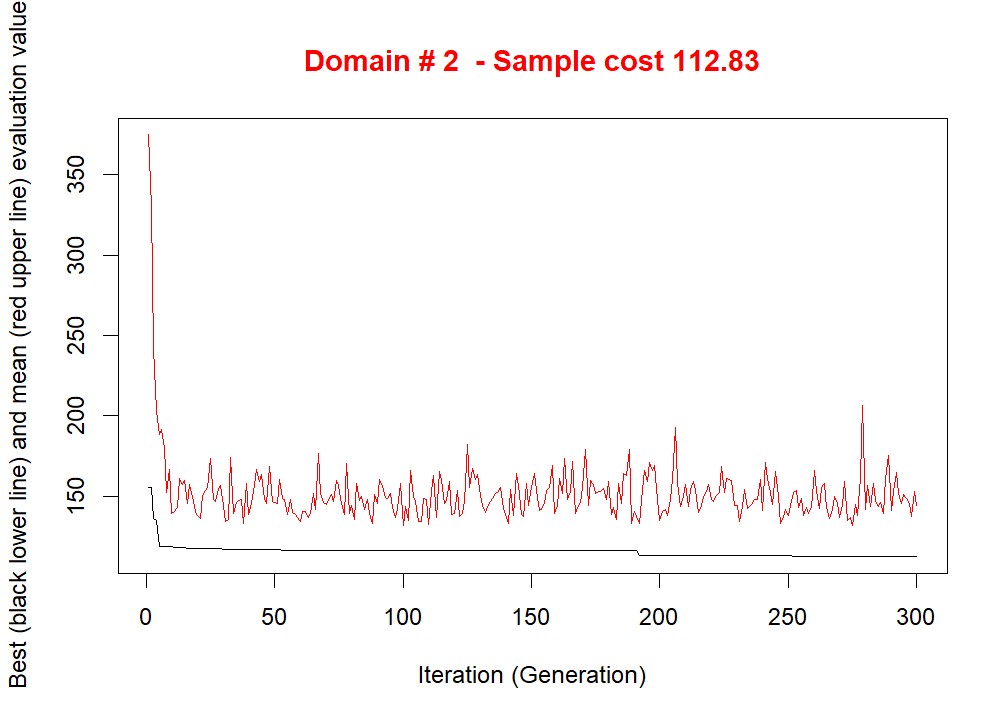 Domain # 2  - Sample cost 112.83
Best (black lower line) and mean (red upper line) evaluation value
350
300
250
200
150
0 50 100 150 200 250 300
Iteration (Generation)